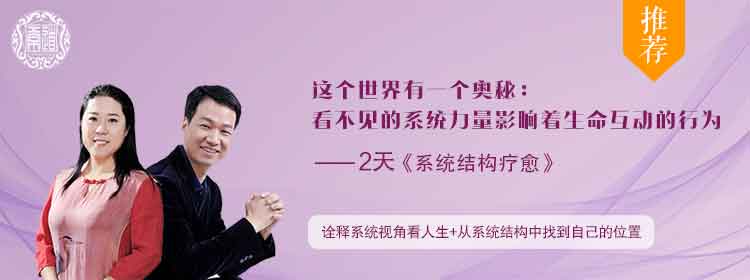 推荐
这个世界有一个奥秘：
看不见的系统力量影响着生命互动的行为
——2天《系统结构疗愈》
诠释系统视角看人生+从系统结构中找到自己的位置